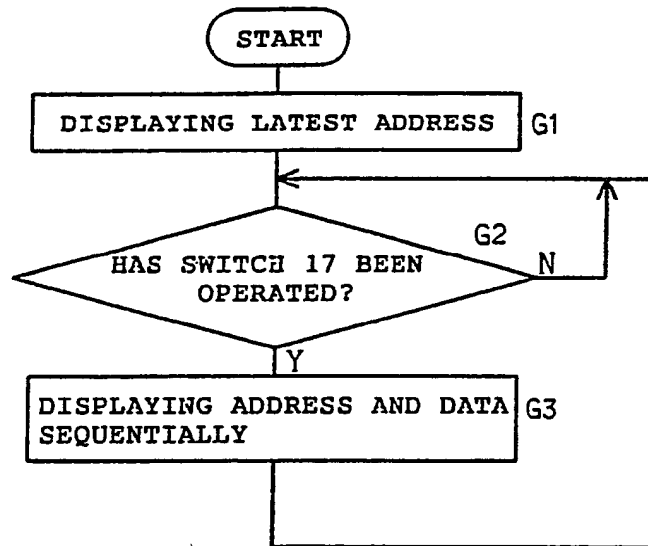 START
DISPLAYING LATEST ADDRESS
G1
G2
HAS SWITCH 17 BEEN
OPERATED?
N
Y
DISPLAYING ADDRESS AND DATA
SEQUENTIALLY
G3